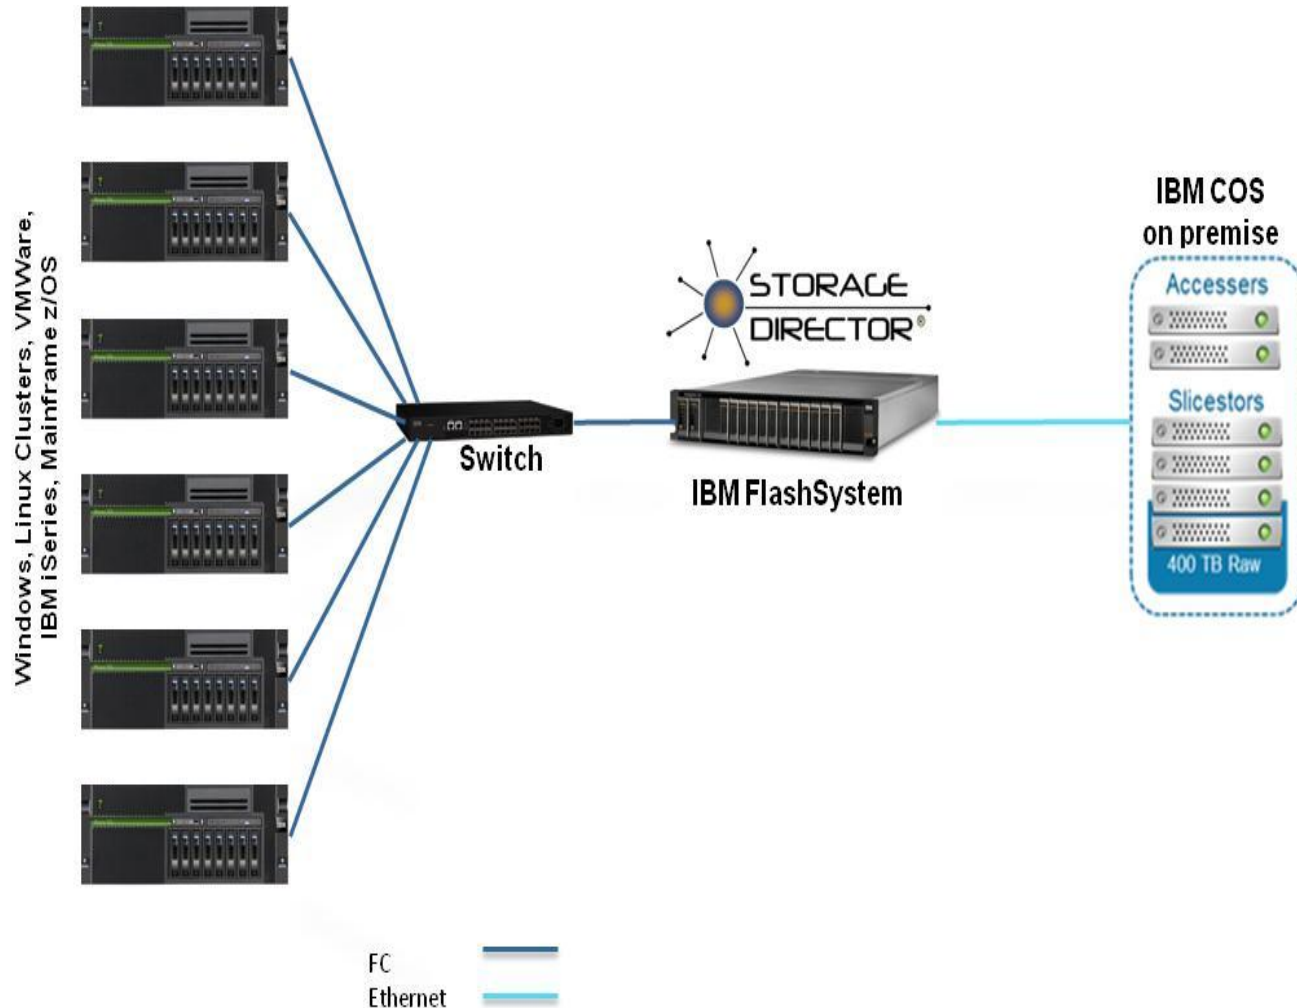 Windows, Linux Clusters, VMWare,
IBM iSeries, Mainframe z/OS
Switch
STORAGE
DIRECTOR®
IBM FlashSystem
IBM COS
on premise
Accessers
Slicestors
400 TB Raw
FC
Ethernet